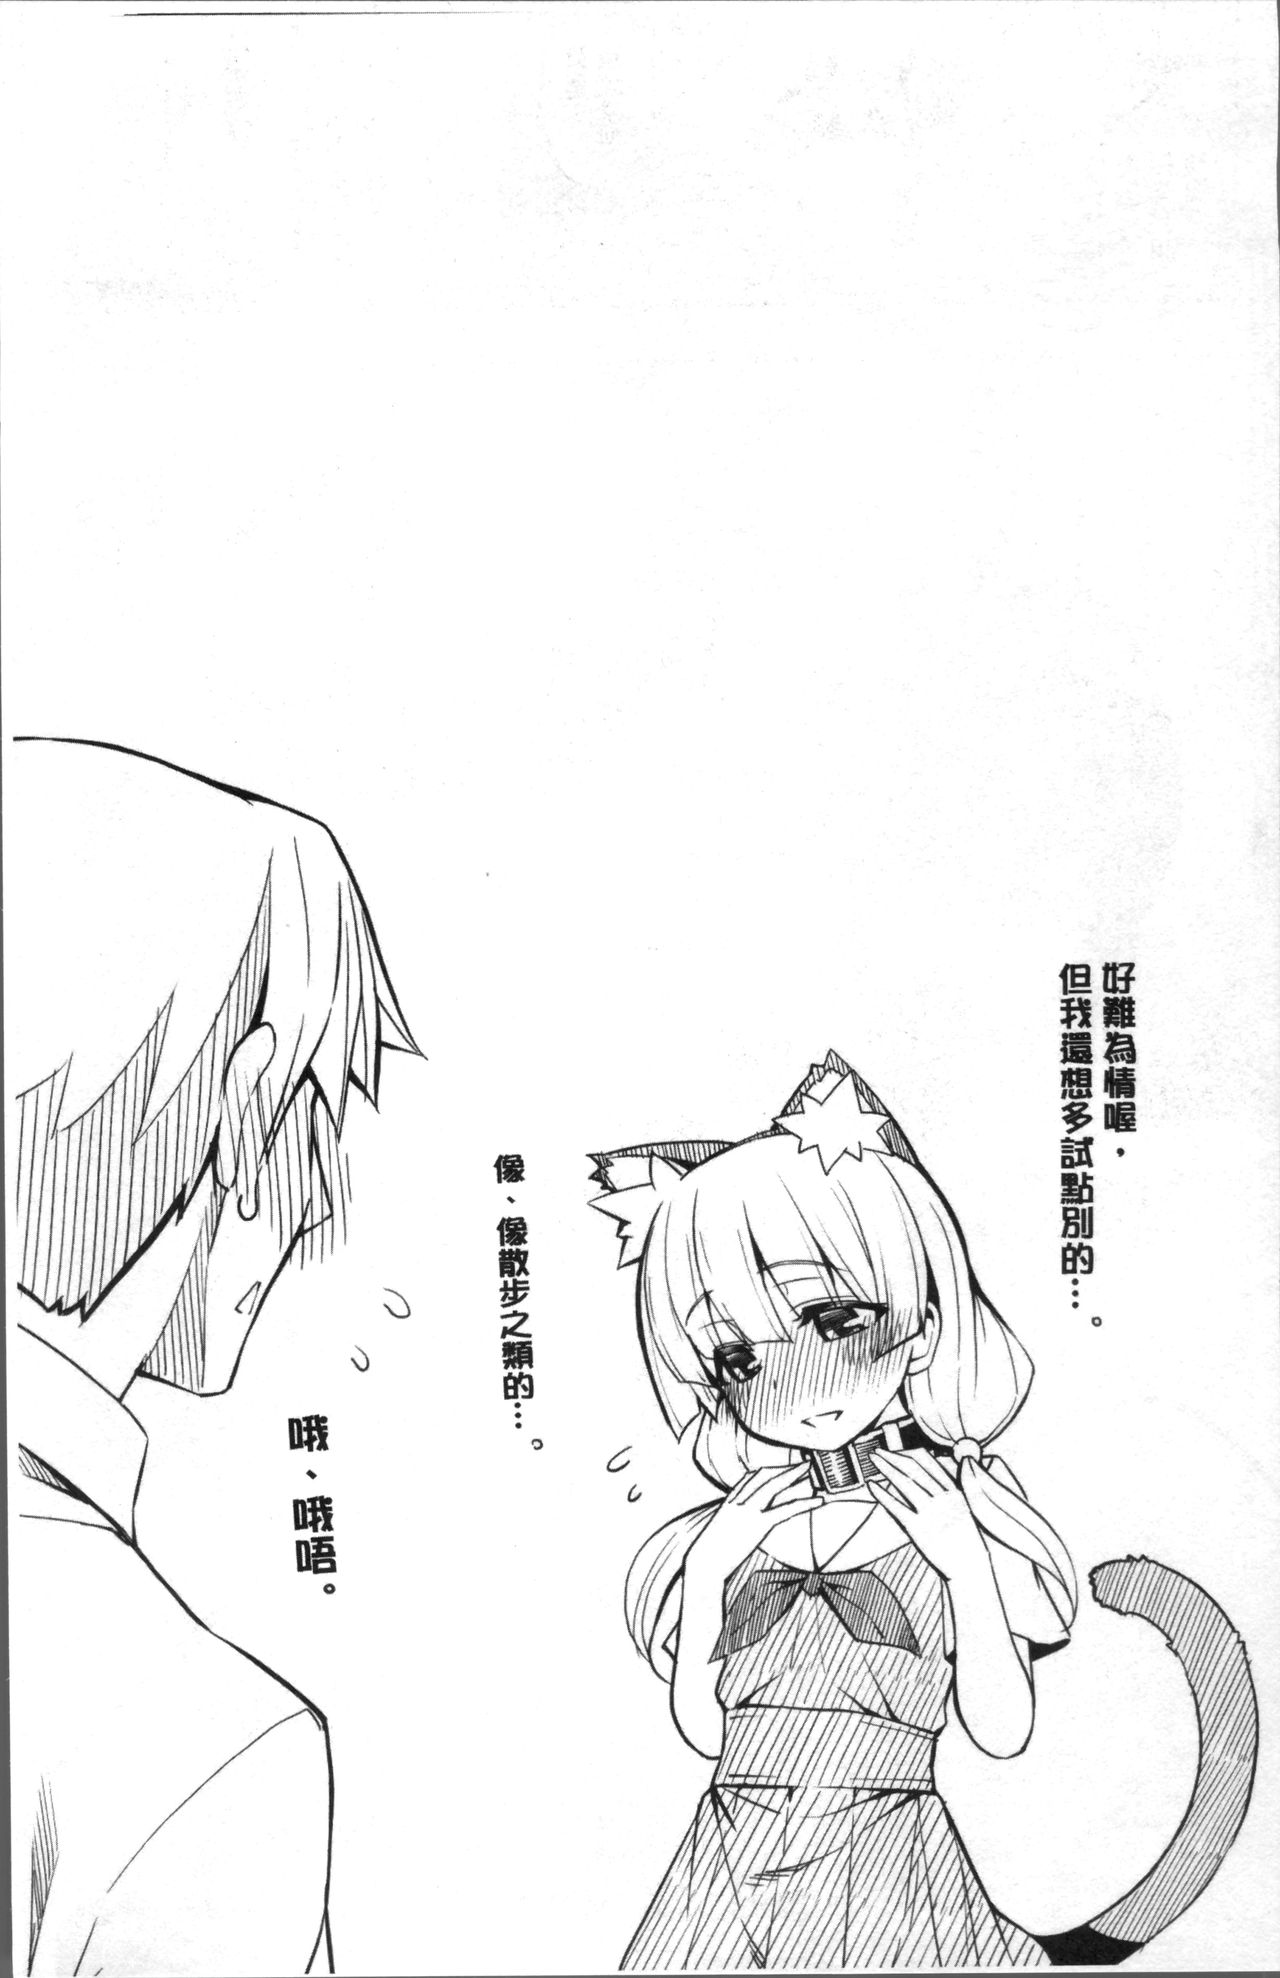 好難為情喔，
但我還想多試點別的…。
像、像散步之類的…。
哦、哦唔。